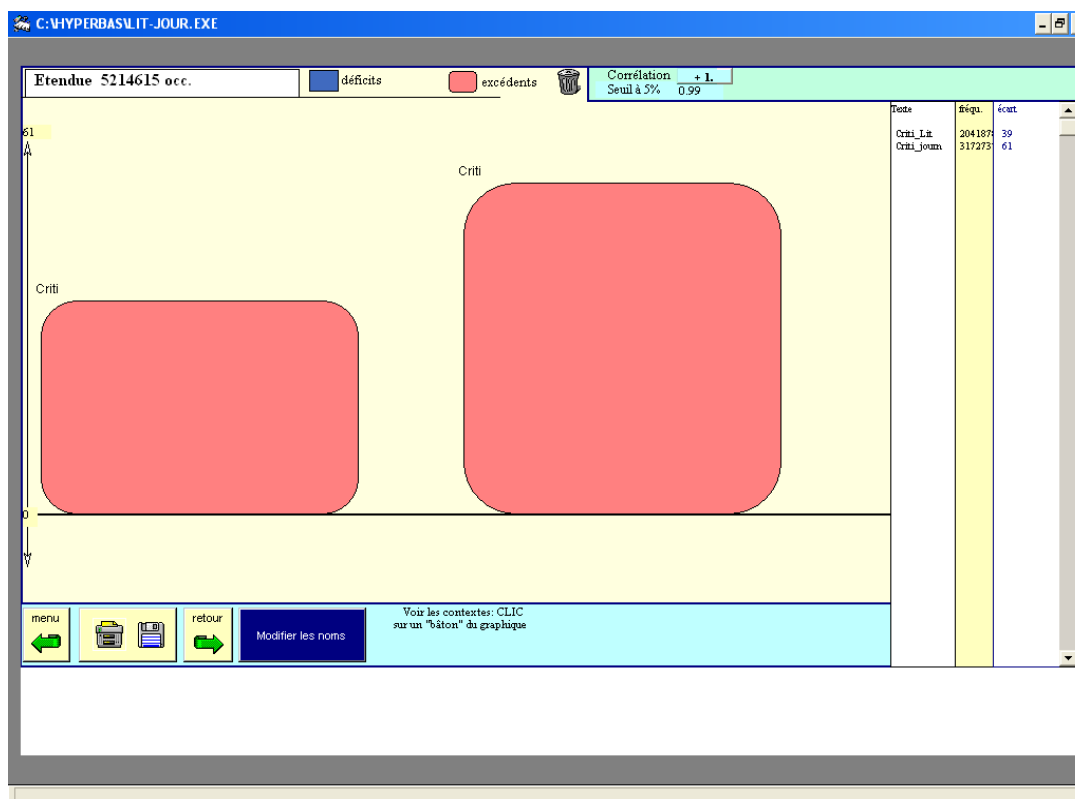 C:\HYPERBAS\LIT-JOUR.EXE
Etendue 5214615 occ.
déficits
excédents
Corrélation + 1.
Seuil à 5% 0.99
Texte fréqu. écart
Criti_Lit 204187 39
Criti_journ 317273 61
61
Criti
Criti
0
menu
retour
Modifier les noms
Voir les contextes: CLIC
sur un "bâton" du graphique